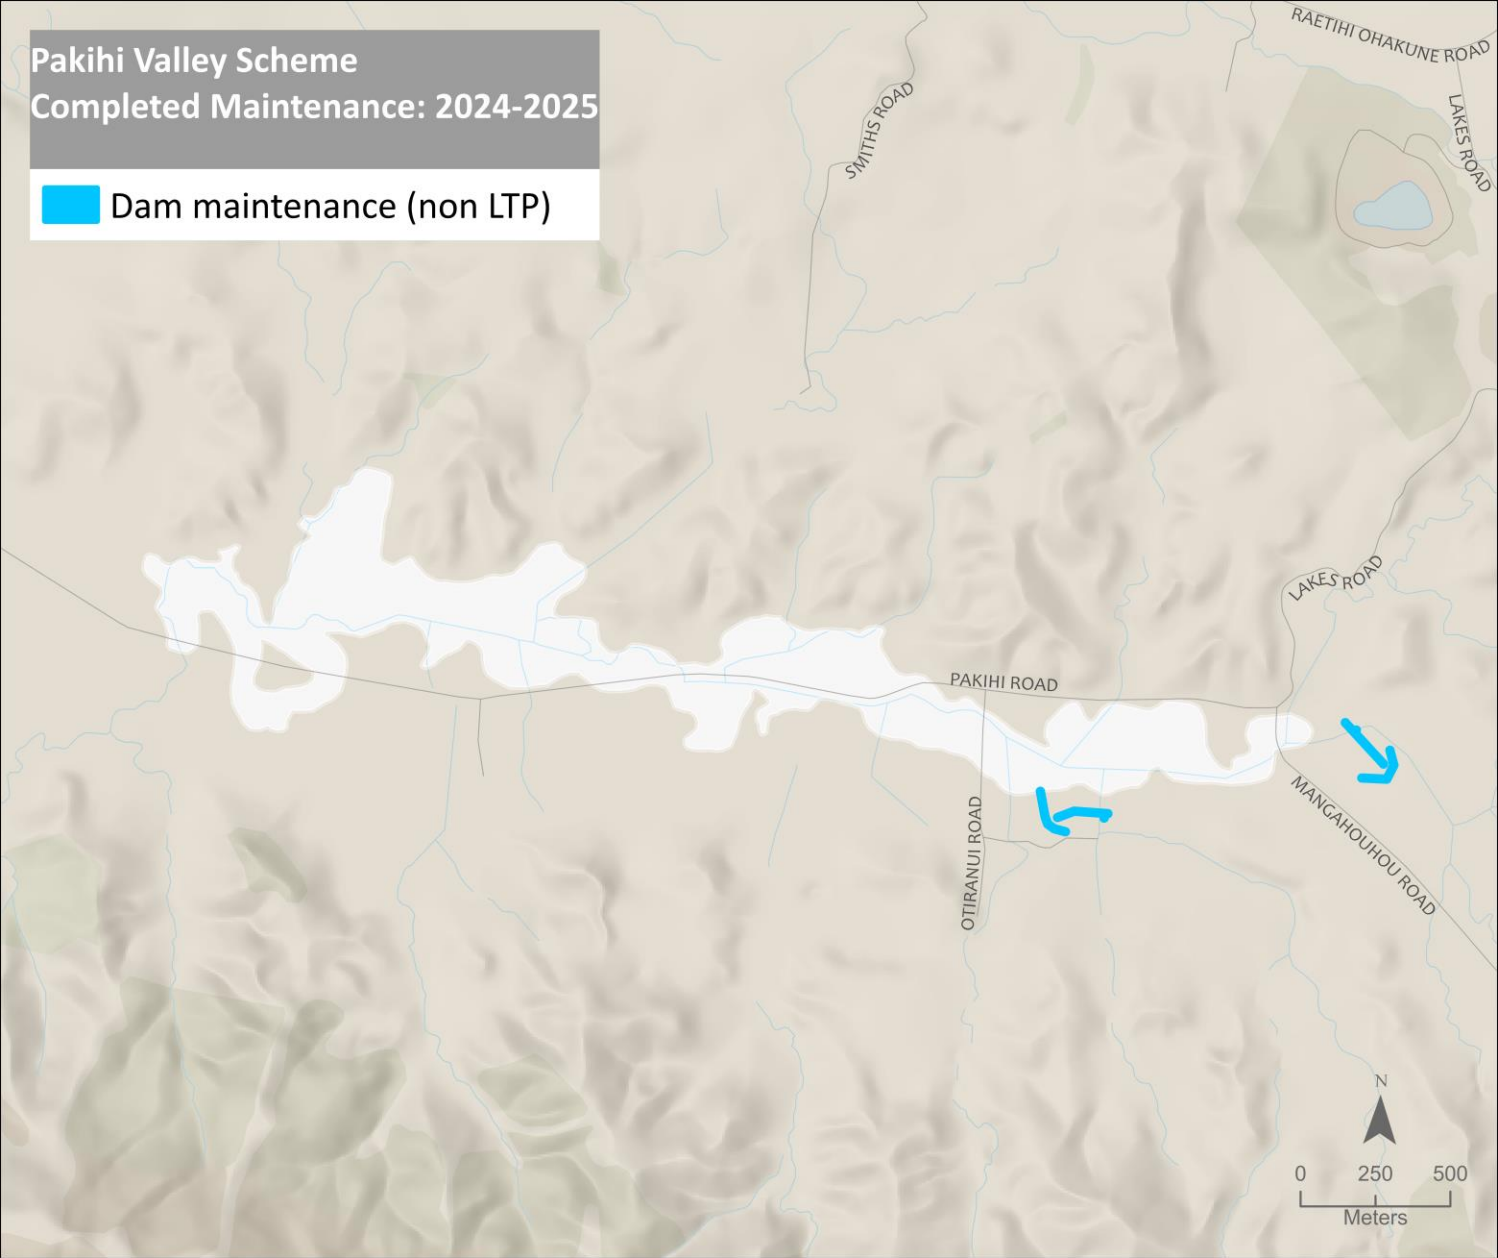 Pakihi Valley Scheme
Completed Maintenance: 2024-2025
Dam maintenance (non LTP)
RAETIHI OHAKUNE ROAD
LAKES ROAD
SMITHS ROAD
LAKES ROAD
PAKIHI ROAD
MANGAHOUHOU ROAD
OTIRANUI ROAD
N
0 250 500
Meters